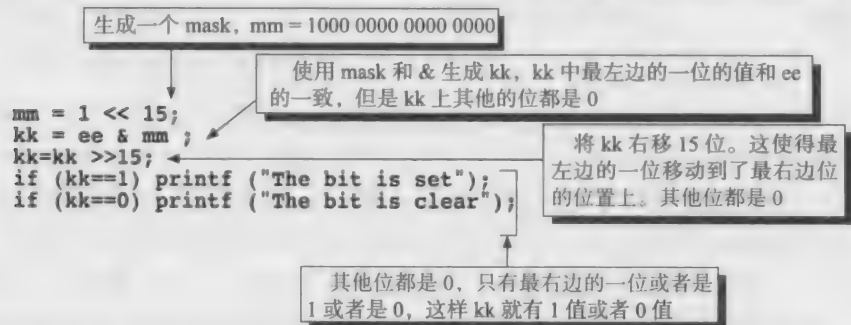 生成一个 mask，mm = 1000 0000 0000 0000
使用 mask 和 & 生成 kk，kk 中最左边的一位的值和 ee
的一致，但是 kk 上其他的位都是 0
mm = 1 << 15;
kk = ee & mm ;
kk=kk >>15;
if (kk==1) printf ("The bit is set");
if (kk==0) printf ("The bit is clear");
将 kk 右移 15 位。这使得最
左边的一位移动到了最右边位
的位置上。其他位都是 0
其他位都是 0，只有最右边的一位或者是
1 或者是 0，这样 kk 就有 1 值或者 0 值